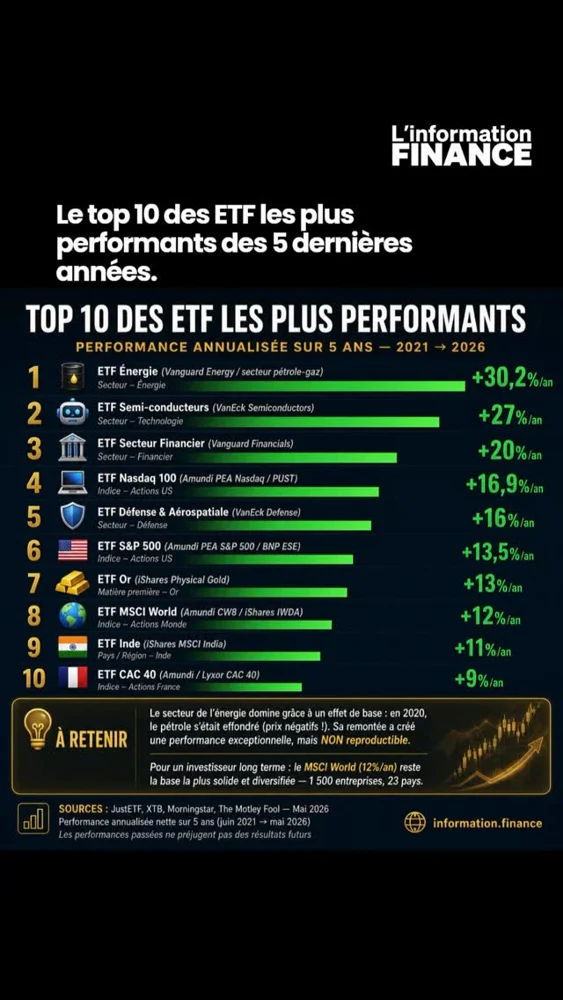 L'information
FINANCE
Le top 10 des ETF les plus
performants des 5 dernières
années.
TOP 10 DES ETF LES PLUS PERFORMANTS
PERFORMANCE ANNUALISÉE SUR 5 ANS — 2021 → 2026
1 ETF Énergie (Vanguard Energy / secteur pétrole-gaz) +30,2%/an
Secteur – Énergie
2 ETF Semi-conducteurs (VanEck Semiconductors) +27%/an
Secteur – Technologie
3 ETF Secteur Financier (Vanguard Financials) +20%/an
Secteur – Financier
4 ETF Nasdaq 100 (Amundi PEA Nasdaq / PUST) +16,9%/an
Indice – Actions US
5 ETF Défense & Aérospatiale (VanEck Defense) +16%/an
Secteur – Défense
6 ETF S&P 500 (Amundi PEA S&P 500 / BNP ESE) +13,5%/an
Indice – Actions US
7 ETF Or (iShares Physical Gold) +13%/an
Matière première – Or
8 ETF MSCI World (Amundi CW8 / iShares IWDA) +12%/an
Indice – Actions Monde
9 ETF Inde (iShares MSCI India) +11%/an
Pays / Région – Inde
10 ETF CAC 40 (Amundi / Lyxor CAC 40) +9%/an
Indice – Actions France
À RETENIR
Le secteur de l'énergie domine grâce à un effet de base : en 2020,
le pétrole s'était effondré (prix négatifs !). Sa remontée a créé
une performance exceptionnelle, mais NON reproductible.
Pour un investisseur long terme : le MSCI World (12%/an) reste
la base la plus solide et diversifiée — 1 500 entreprises, 23 pays.
SOURCES : JustETF, XTB, Morningstar, The Motley Fool — Mai 2026
Performance annualisée nette sur 5 ans (juin 2021 → mai 2026)
Les performances passées ne préjugent pas des résultats futurs
information.finance